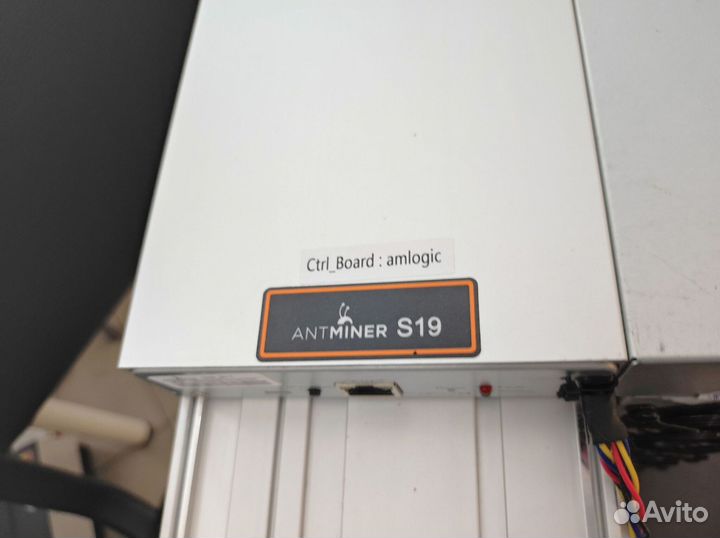 Ctrl_Board : amlogic
ANTMINER S19
Avito